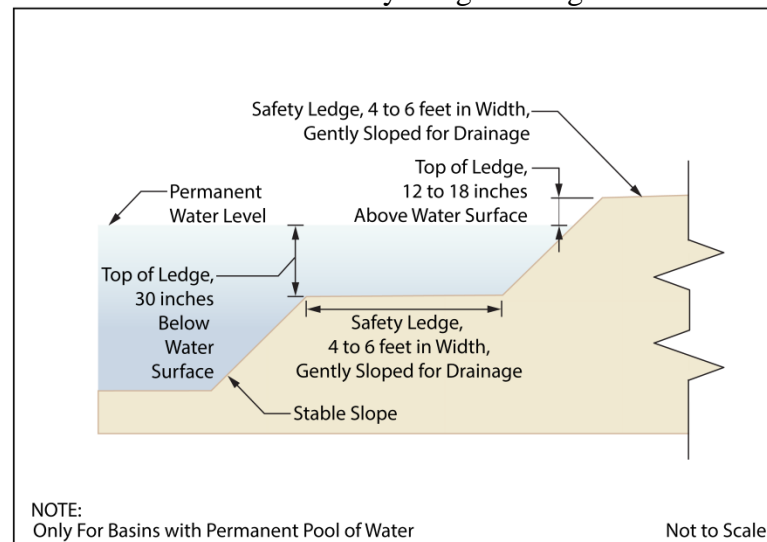 Safety Ledge, 4 to 6 feet in Width,
Gently Sloped for Drainage
Top of Ledge,
12 to 18 inches
Above Water Surface
Permanent
Water Level
Top of Ledge,
30 inches
Below
Water
Surface
Safety Ledge,
4 to 6 feet in Width,
Gently Sloped for Drainage
Stable Slope
NOTE:
Only For Basins with Permanent Pool of Water
Not to Scale